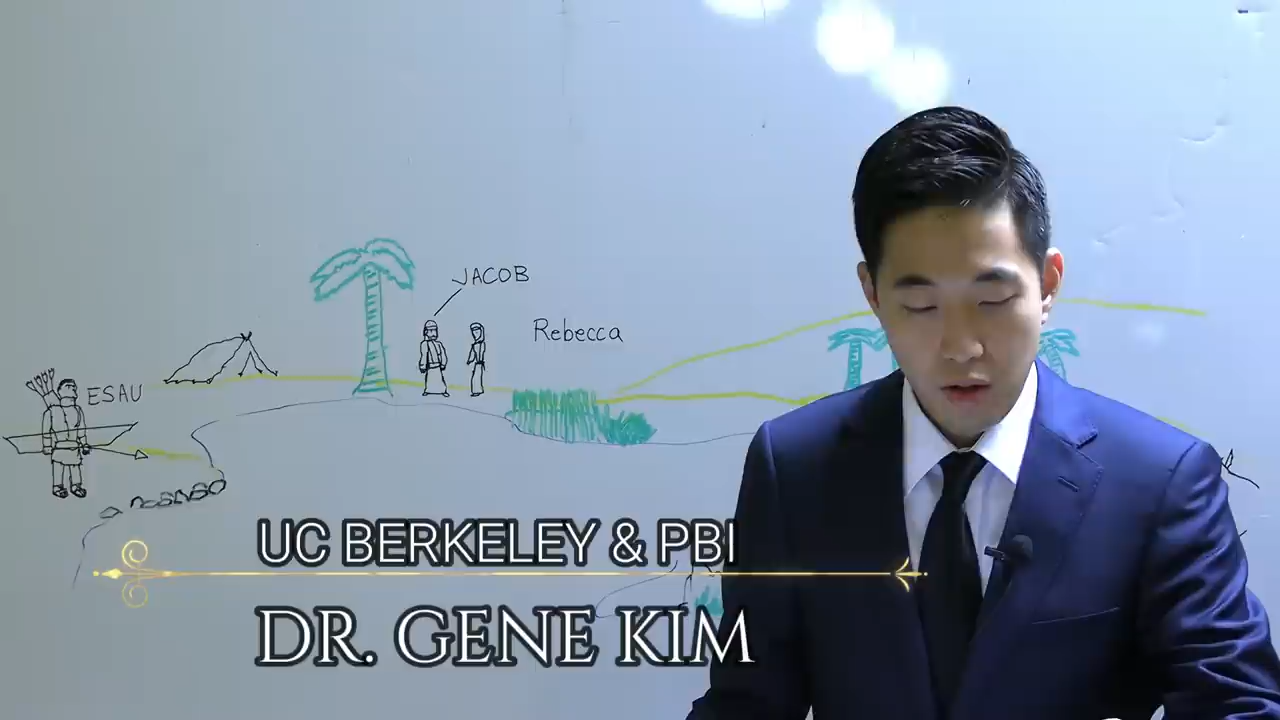 JACOB
Rebecca
ESAU
UC BERKELEY & PBI
DR. GENE KIM